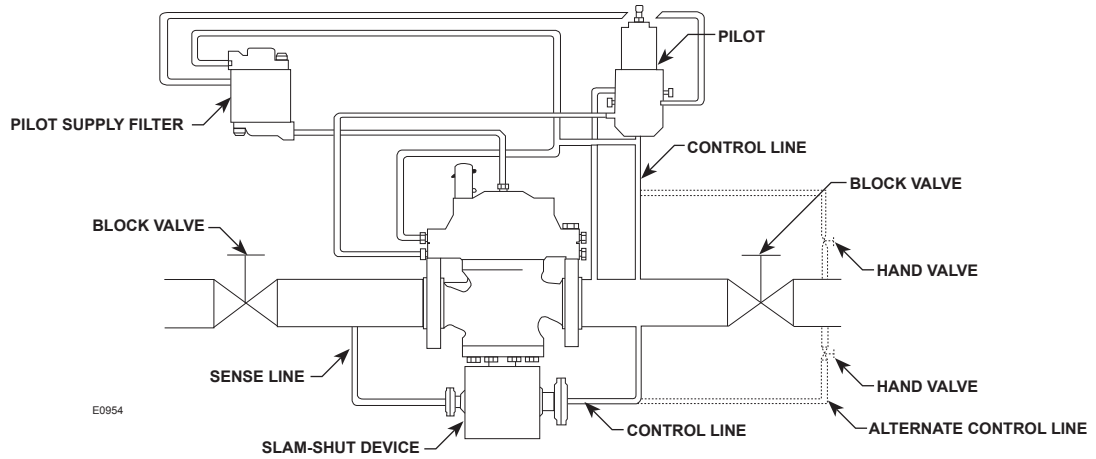 PILOT
PILOT SUPPLY FILTER
CONTROL LINE
BLOCK VALVE
BLOCK VALVE
HAND VALVE
SENSE LINE
HAND VALVE
E0954
CONTROL LINE
ALTERNATE CONTROL LINE
SLAM-SHUT DEVICE